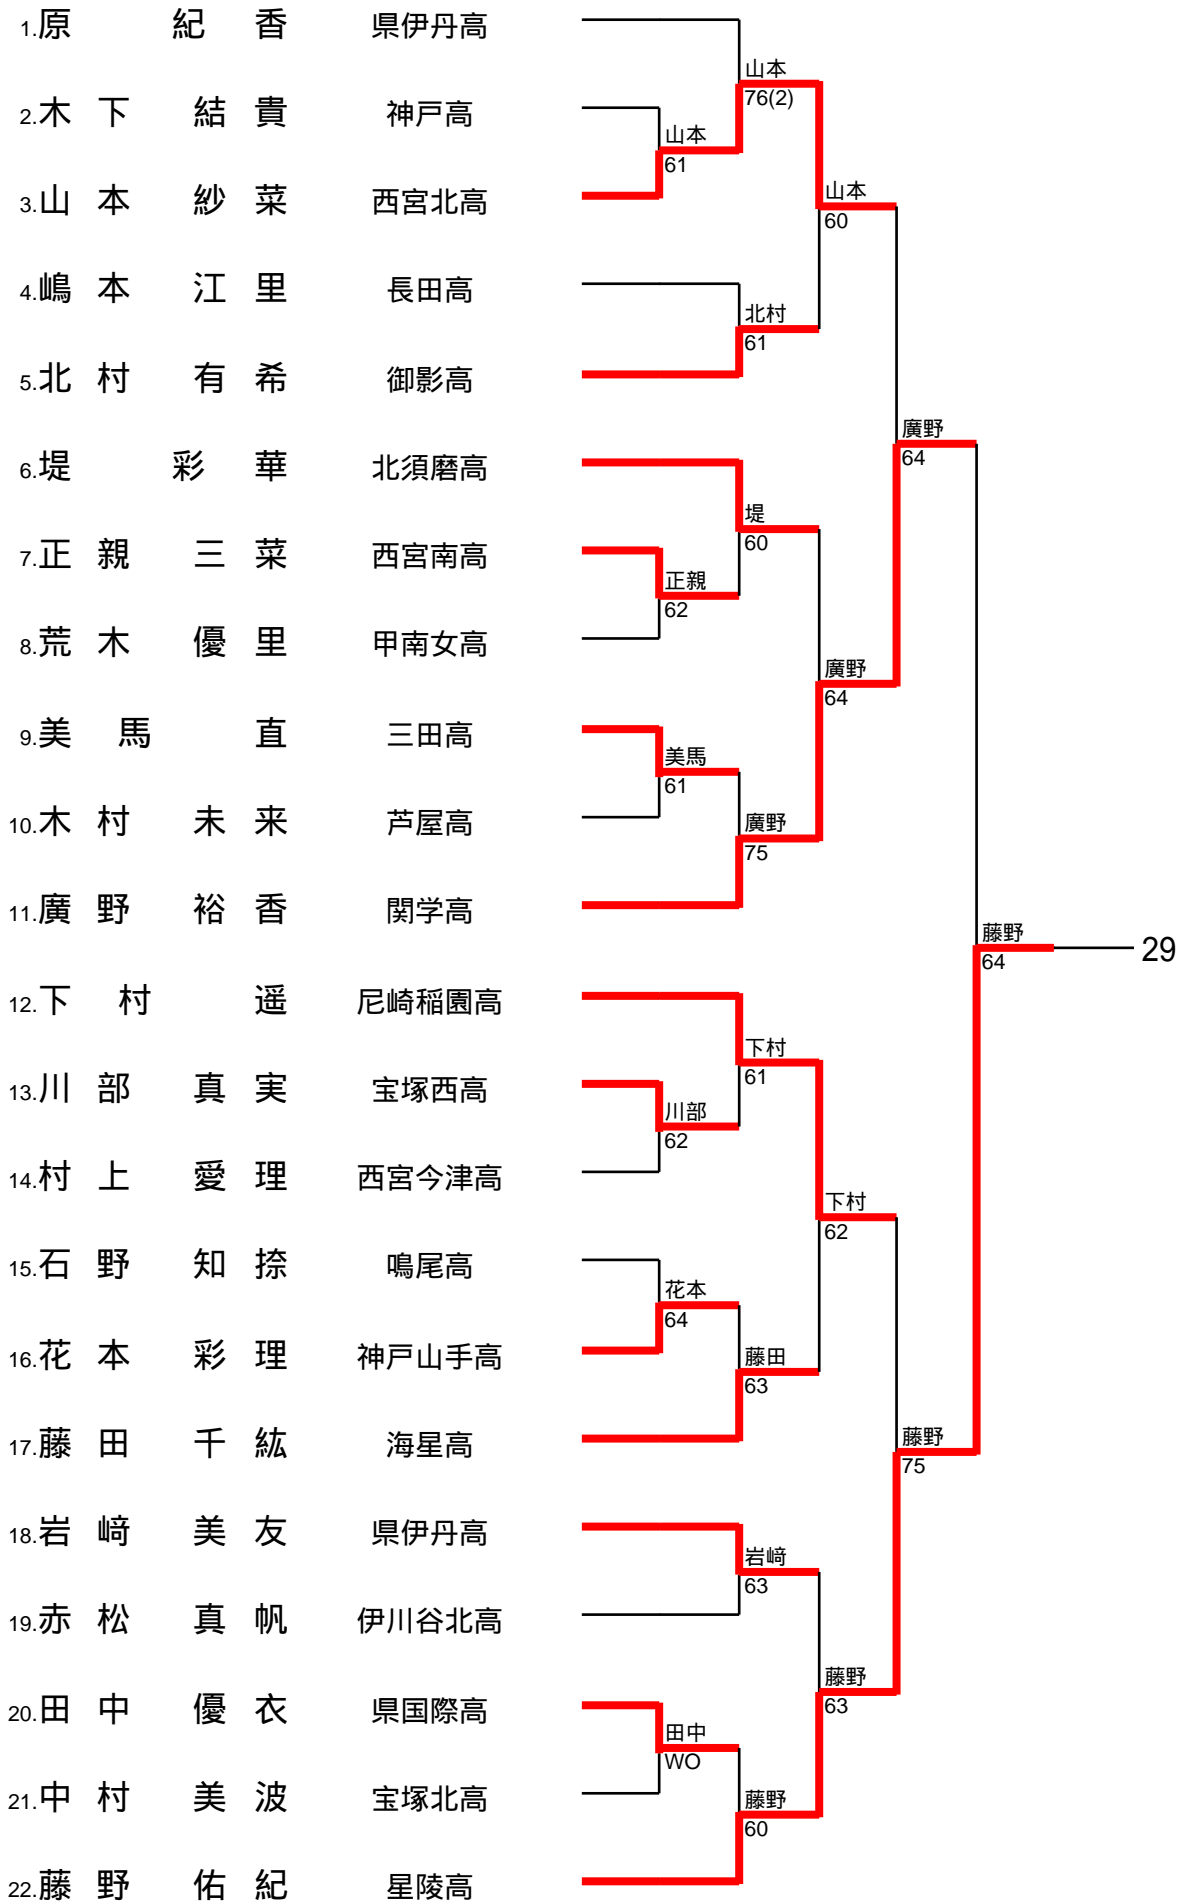 1.原 紀 香 県伊丹高
山本
76(2)
2.木 下 結 貴 神戸高
山本
61
3.山 本 紗 菜 西宮北高
山本
60
4.嶋 本 江 里 長田高
北村
61
5.北 村 有 希 御影高
廣野
64
6.堤 彩 華 北須磨高
堤
60
7.正 親 三 菜 西宮南高
正親
62
8.荒 木 優 里 甲南女高
廣野
64
9.美 馬 直 三田高
美馬
61
10.木 村 未 来 芦屋高
廣野
75
11.廣 野 裕 香 関学高
藤野
64
29
12.下 村 遥 尼崎稲園高
下村
61
13.川 部 真 実 宝塚西高
川部
62
14.村 上 愛 理 西宮今津高
下村
62
15.石 野 知 捺 鳴尾高
花本
64
16.花 本 彩 理 神戸山手高
藤田
63
17.藤 田 千 紘 海星高
藤野
75
18.岩 﨑 美 友 県伊丹高
岩﨑
63
19.赤 松 真 帆 伊川谷北高
藤野
63
20.田 中 優 衣 県国際高
田中
WO
21.中 村 美 波 宝塚北高
藤野
60
22.藤 野 佑 紀 星陵高